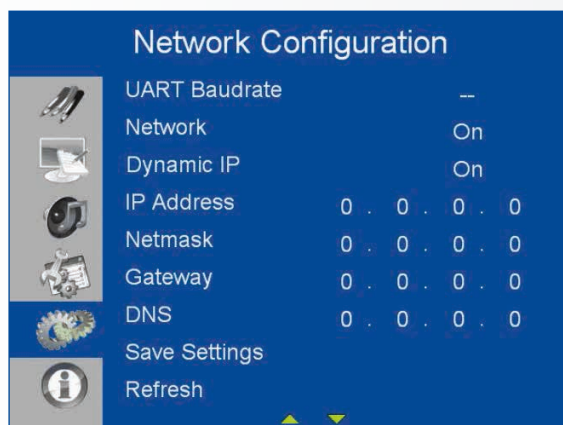 Network Configuration
UART Baudrate --
Network On
Dynamic IP On
IP Address 0 . 0 . 0 . 0
Netmask 0 . 0 . 0 . 0
Gateway 0 . 0 . 0 . 0
DNS 0 . 0 . 0 . 0
Save Settings
Refresh